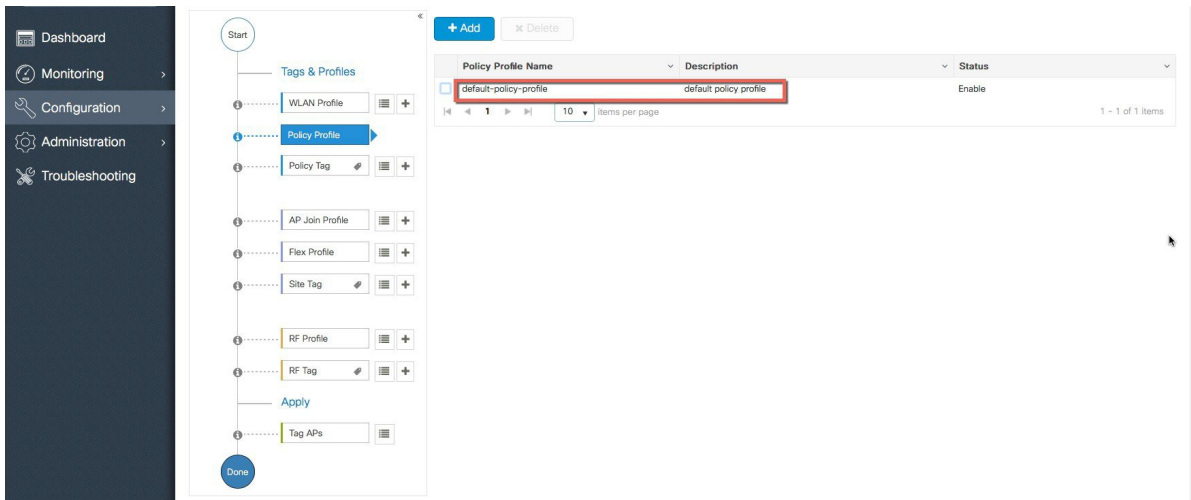 Dashboard
Monitoring
Configuration
Administration
Troubleshooting
Start
Tags & Profiles
WLAN Profile
Policy Profile
Policy Tag
AP Join Profile
Flex Profile
Site Tag
RF Profile
RF Tag
Apply
Tag APs
Done
+ Add
✖ Delete
Policy Profile Name Description Status
default-policy-profile default policy profile Enable
1 10 items per page 1 - 1 of 1 items